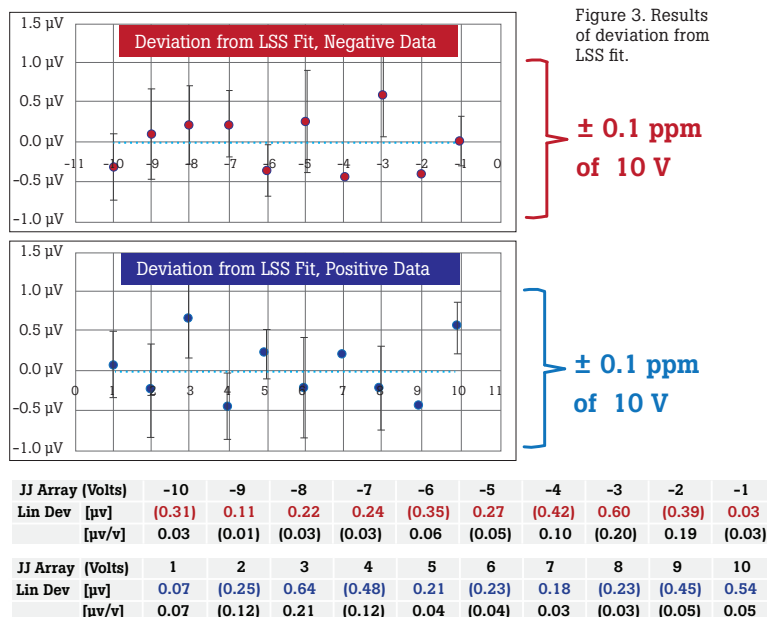 Figure 3. Results
of deviation from
LSS fit.
1.5 µV
1.0 µV
0.5 µV
0.0 µV
–0.5 µV
–1.0 µV
Deviation from LSS Fit, Negative Data
–11 –10 –9 –8 –7 –6 –5 –4 –3 –2 –1 0
± 0.1 ppm
of 10 V
1.5 µV
1.0 µV
0.5 µV
0.0 µV
–0.5 µV
–1.0 µV
Deviation from LSS Fit, Positive Data
0 1 2 3 4 5 6 7 8 9 10 11
± 0.1 ppm
of 10 V
JJ Array (Volts) –10 –9 –8 –7 –6 –5 –4 –3 –2 –1
Lin Dev [µv] (0.31) 0.11 0.22 0.24 (0.35) 0.27 (0.42) 0.60 (0.39) 0.03
[µv/v] 0.03 (0.01) (0.03) (0.03) 0.06 (0.05) 0.10 (0.20) 0.19 (0.03)
JJ Array (Volts) 1 2 3 4 5 6 7 8 9 10
Lin Dev [µv] 0.07 (0.25) 0.64 (0.48) 0.21 (0.23) 0.18 (0.23) (0.45) 0.54
[µv/v] 0.07 (0.12) 0.21 (0.12) 0.04 (0.04) 0.03 (0.03) (0.05) 0.05